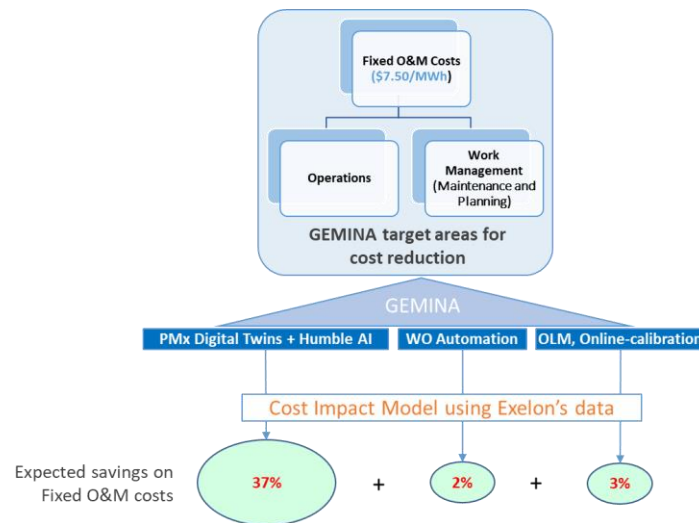 Fixed O&M Costs
($7.50/MWh)
Operations
Work
Management
(Maintenance and
Planning)
GEMINA target areas for
cost reduction
GEMINA
PMx Digital Twins + Humble AI
WO Automation
OLM, Online-calibration
Cost Impact Model using Exelon's data
Expected savings on
Fixed O&M costs
37%
+
2%
+
3%